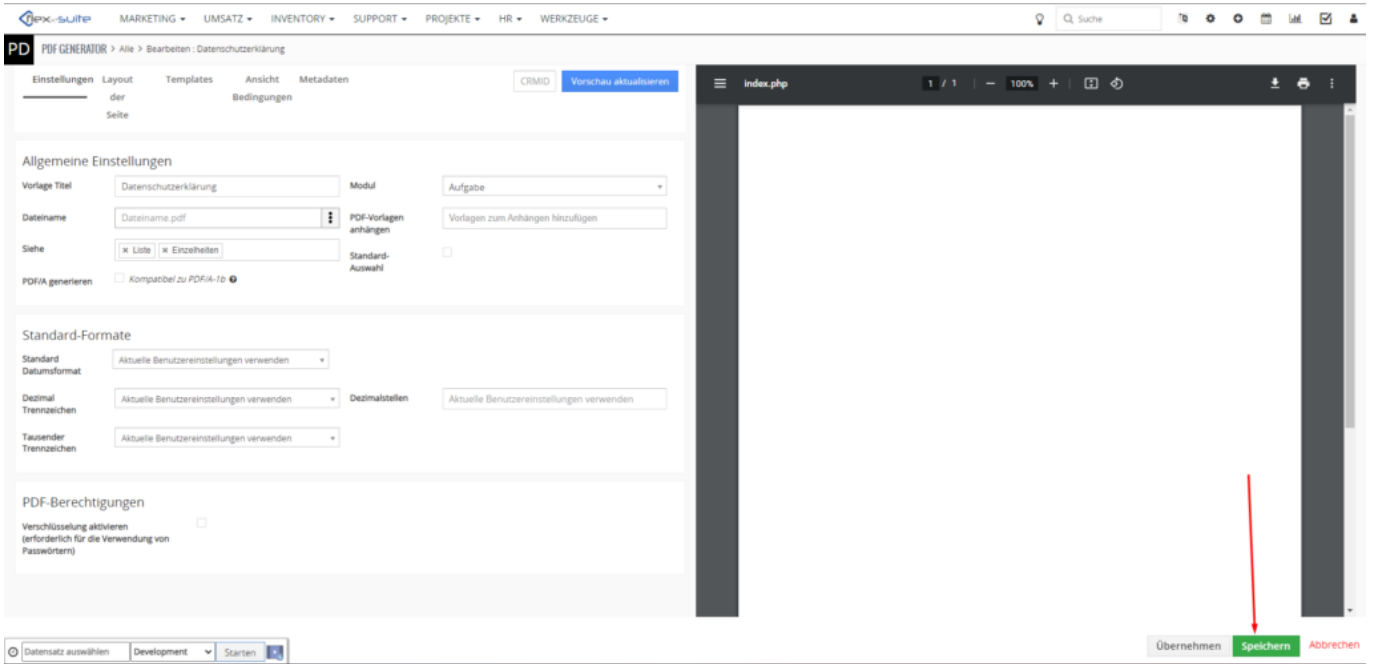 flex-suite MARKETING UMSATZ INVENTORY SUPPORT PROJEKTE HR WERKZEUGE Suche
PD PDF GENERATOR > Alle > Bearbeiten : Datenschutzerklärung
Einstellungen Layout der Seite Templates Ansicht Bedingungen Metadaten CRMID Vorschau aktualisieren
index.php 1 / 1 − 100% +
Allgemeine Einstellungen
Vorlage Titel Datenschutzerklärung Modul Aufgabe
Dateiname Dateiname.pdf PDF-Vorlagen anhängen Vorlagen zum Anhängen hinzufügen
Siehe × Liste × Einzelheiten Standard-Auswahl
PDF/A generieren Kompatibel zu PDF/A-1b
Standard-Formate
Standard Datumsformat Aktuelle Benutzereinstellungen verwenden
Dezimal Trennzeichen Aktuelle Benutzereinstellungen verwenden Dezimalstellen Aktuelle Benutzereinstellungen verwenden
Tausender Trennzeichen Aktuelle Benutzereinstellungen verwenden
PDF-Berechtigungen
Verschlüsselung aktivieren
(erforderlich für die Verwendung von
Passwörtern)
Übernehmen Speichern Abbrechen
Datensatz auswählen Development Starten